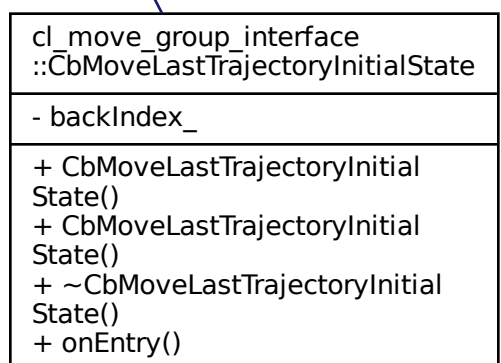 cl_move_group_interface
::CbMoveLastTrajectoryInitialState
- backIndex_
+ CbMoveLastTrajectoryInitial
State()
+ CbMoveLastTrajectoryInitial
State()
+ ~CbMoveLastTrajectoryInitial
State()
+ onEntry()